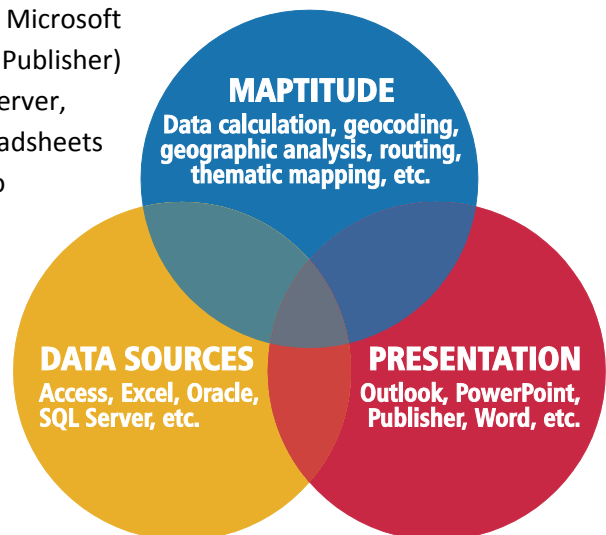 Microsoft
Publisher)
erver,
adsheets
MAPTITUDE
Data calculation, geocoding,
geographic analysis, routing,
thematic mapping, etc.
DATA SOURCES
Access, Excel, Oracle,
SQL Server, etc.
PRESENTATION
Outlook, PowerPoint,
Publisher, Word, etc.